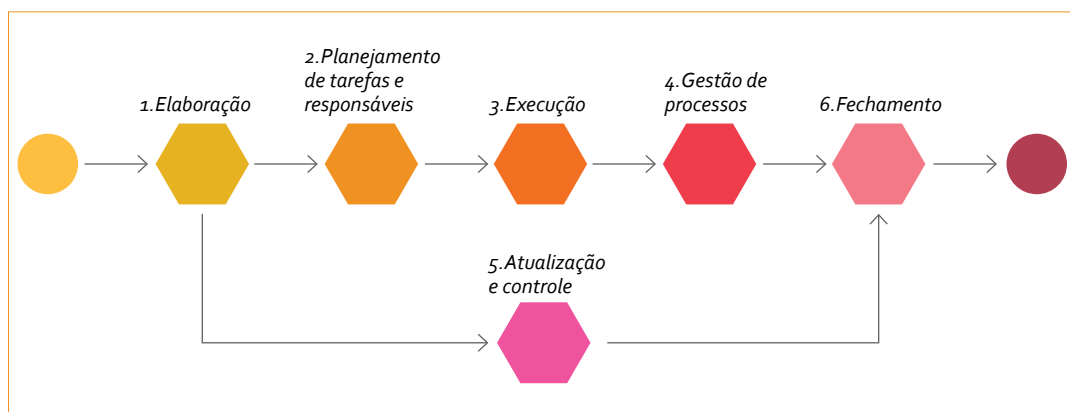 1.Elaboração
2.Planejamento
de tarefas e
responsáveis
3.Execução
4.Gestão de
processos
6.Fechamento
5.Atualização
e controle